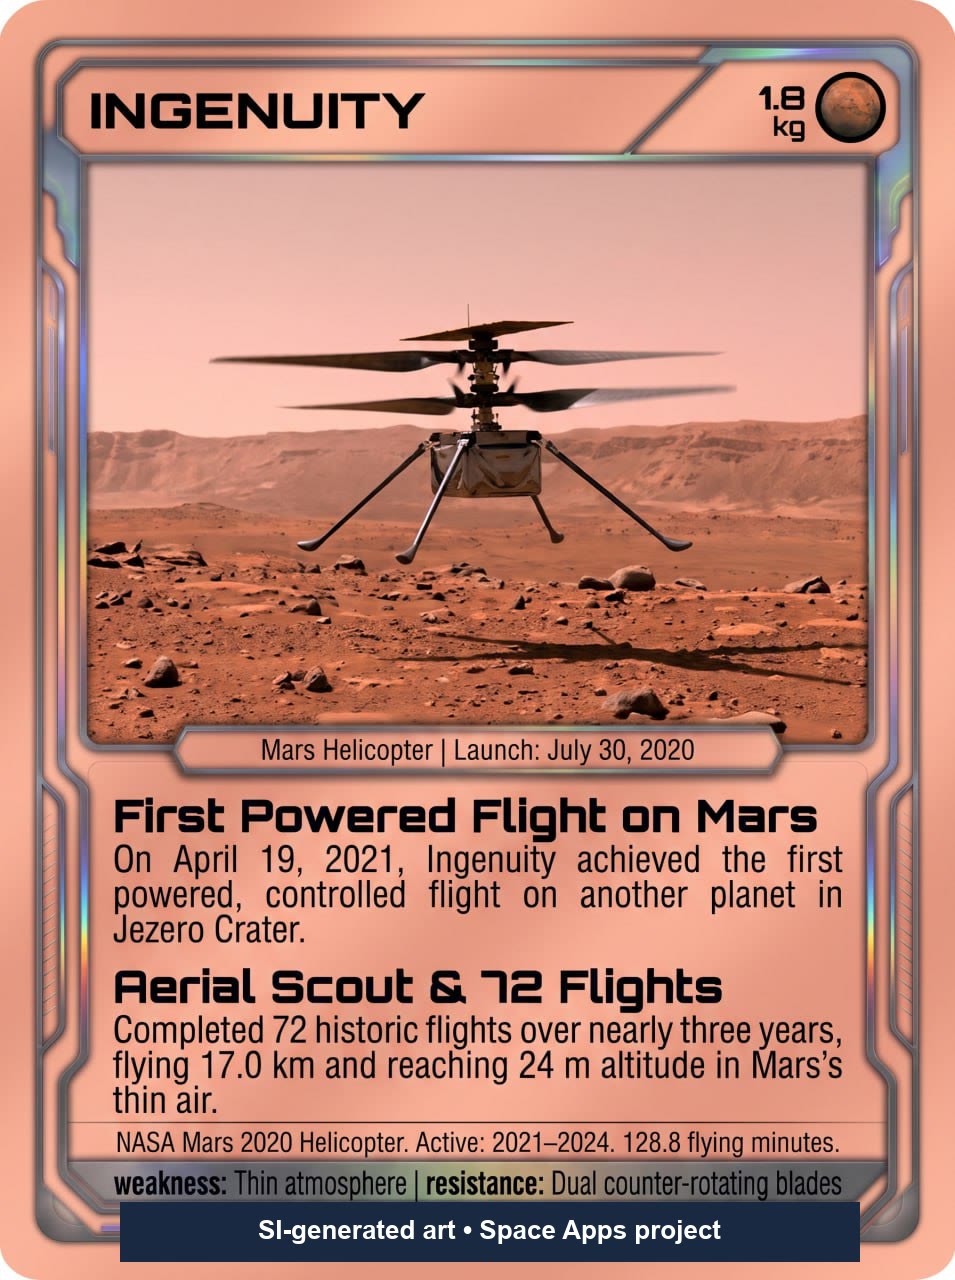 INGENUITY
1.8
kg
Mars Helicopter | Launch: July 30, 2020
First Powered Flight on Mars
On April 19, 2021, Ingenuity achieved the first
powered, controlled flight on another planet in
Jezero Crater.
Aerial Scout & 72 Flights
Completed 72 historic flights over nearly three years,
flying 17.0 km and reaching 24 m altitude in Mars’s
thin air.
NASA Mars 2020 Helicopter. Active: 2021–2024. 128.8 flying minutes.
weakness: Thin atmosphere | resistance: Dual counter-rotating blades
SI-generated art • Space Apps project